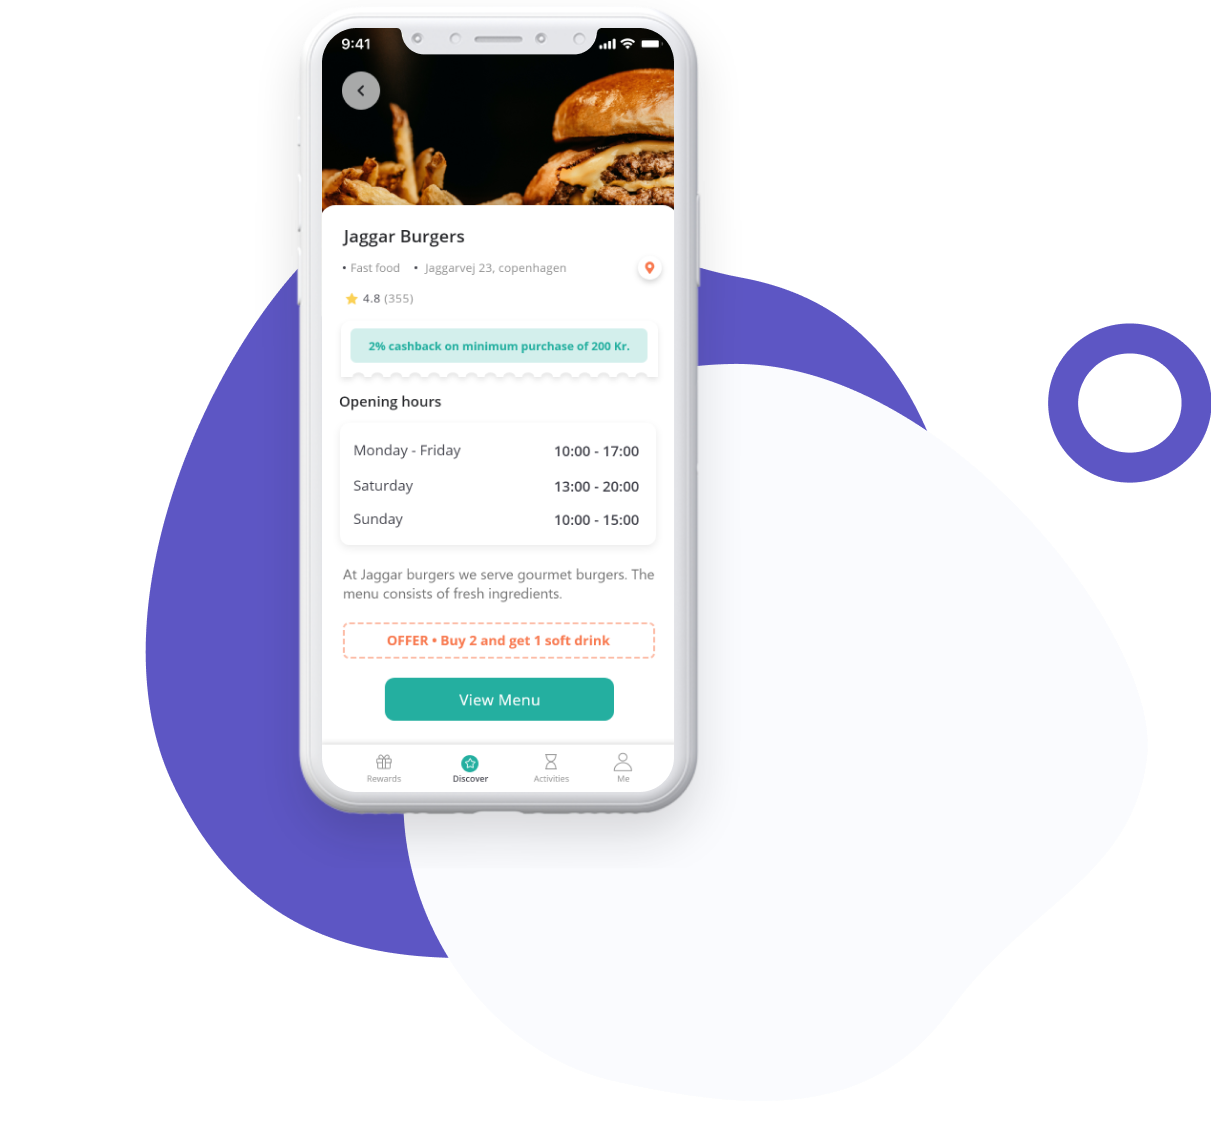 9:41
Jaggar Burgers
• Fast food • Jaggarvej 23, copenhagen
4.8 (355)
2% cashback on minimum purchase of 200 Kr.
Opening hours
Monday - Friday 10:00 - 17:00
Saturday 13:00 - 20:00
Sunday 10:00 - 15:00
At Jaggar burgers we serve gourmet burgers. The
menu consists of fresh ingredients.
OFFER • Buy 2 and get 1 soft drink
View Menu
Rewards Discover Activities Me